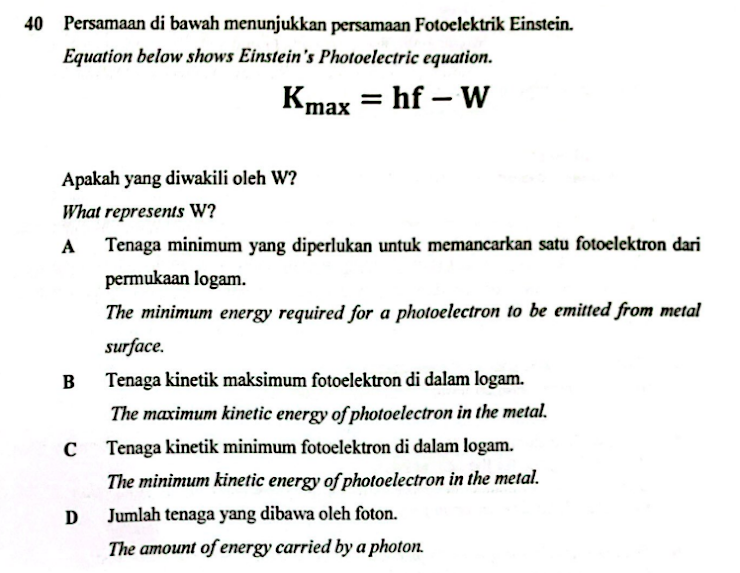 40 Persamaan di bawah menunjukkan persamaan Fotoelektrik Einstein.
Equation below shows Einstein's Photoelectric equation.
K_max = hf – W
Apakah yang diwakili oleh W?
What represents W?
A Tenaga minimum yang diperlukan untuk memancarkan satu fotoelektron dari
permukaan logam.
The minimum energy required for a photoelectron to be emitted from metal
surface.
B Tenaga kinetik maksimum fotoelektron di dalam logam.
The maximum kinetic energy of photoelectron in the metal.
C Tenaga kinetik minimum fotoelektron di dalam logam.
The minimum kinetic energy of photoelectron in the metal.
D Jumlah tenaga yang dibawa oleh foton.
The amount of energy carried by a photon.